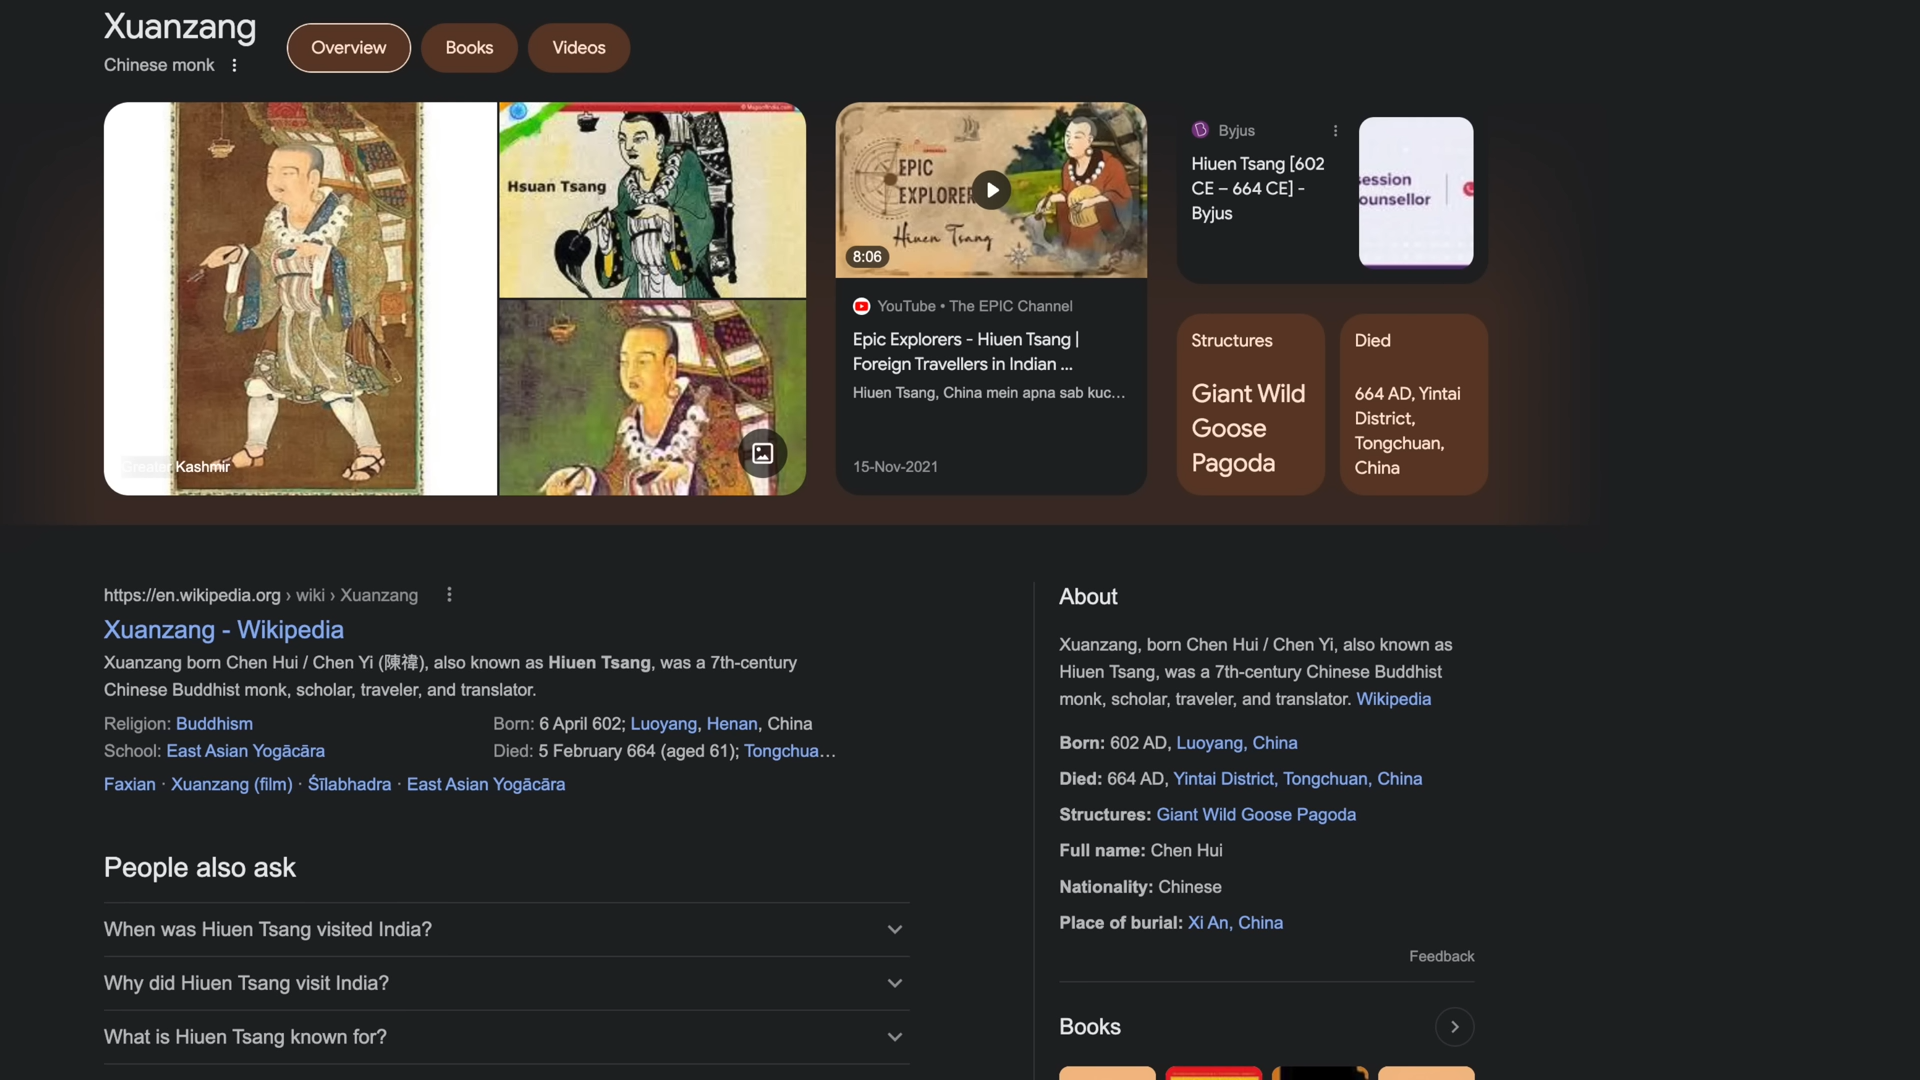 Xuanzang
Chinese monk
Overview
Books
Videos
Greater Kashmir
© Mapsofindia.com
Hsuan Tsang
EPIC
EXPLORER
Hiuen Tsang
8:06
YouTube • The EPIC Channel
Epic Explorers - Hiuen Tsang |
Foreign Travellers in Indian ...
Hiuen Tsang, China mein apna sab kuc...
15-Nov-2021
Byjus
Hiuen Tsang [602
CE – 664 CE] -
Byjus
session
ounsellor
Structures
Giant Wild
Goose
Pagoda
Died
664 AD, Yintai
District,
Tongchuan,
China
https://en.wikipedia.org › wiki › Xuanzang
Xuanzang - Wikipedia
Xuanzang born Chen Hui / Chen Yi (陳褘), also known as Hiuen Tsang, was a 7th-century
Chinese Buddhist monk, scholar, traveler, and translator.
Religion: Buddhism
Born: 6 April 602; Luoyang, Henan, China
School: East Asian Yogācāra
Died: 5 February 664 (aged 61); Tongchua...
Faxian · Xuanzang (film) · Śīlabhadra · East Asian Yogācāra
People also ask
When was Hiuen Tsang visited India?
Why did Hiuen Tsang visit India?
What is Hiuen Tsang known for?
About
Xuanzang, born Chen Hui / Chen Yi, also known as
Hiuen Tsang, was a 7th-century Chinese Buddhist
monk, scholar, traveler, and translator. Wikipedia
Born: 602 AD, Luoyang, China
Died: 664 AD, Yintai District, Tongchuan, China
Structures: Giant Wild Goose Pagoda
Full name: Chen Hui
Nationality: Chinese
Place of burial: Xi An, China
Feedback
Books